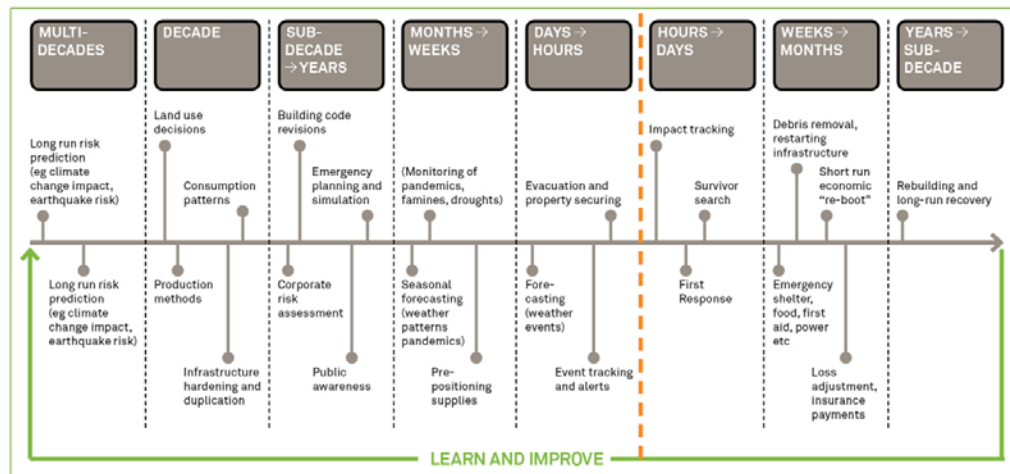 MULTI-
DECADES
DECADE
SUB-
DECADE
→YEARS
MONTHS→
WEEKS
DAYS→
HOURS
HOURS→
DAYS
WEEKS→
MONTHS
YEARS→
SUB-
DECADE
Long run risk
prediction
(eg climate
change impact,
earthquake risk)
Land use
decisions
Consumption
patterns
Building code
revisions
Emergency
planning and
simulation
(Monitoring of
pandemics,
famines, droughts)
Evacuation and
property securing
Impact tracking
Survivor
search
Debris removal,
restarting
infrastructure
Short run
economic
“re-boot”
Rebuilding and
long-run recovery
Long run risk
prediction
(eg climate
change impact,
earthquake risk)
Production
methods
Infrastructure
hardening and
duplication
Corporate
risk
assessment
Public
awareness
Seasonal
forecasting
(weather
patterns
pandemics)
Pre-
positioning
supplies
Fore-
casting
(weather
events)
Event tracking
and alerts
First
Response
Emergency
shelter,
food, first
aid, power
etc
Loss
adjustment,
insurance
payments
LEARN AND IMPROVE